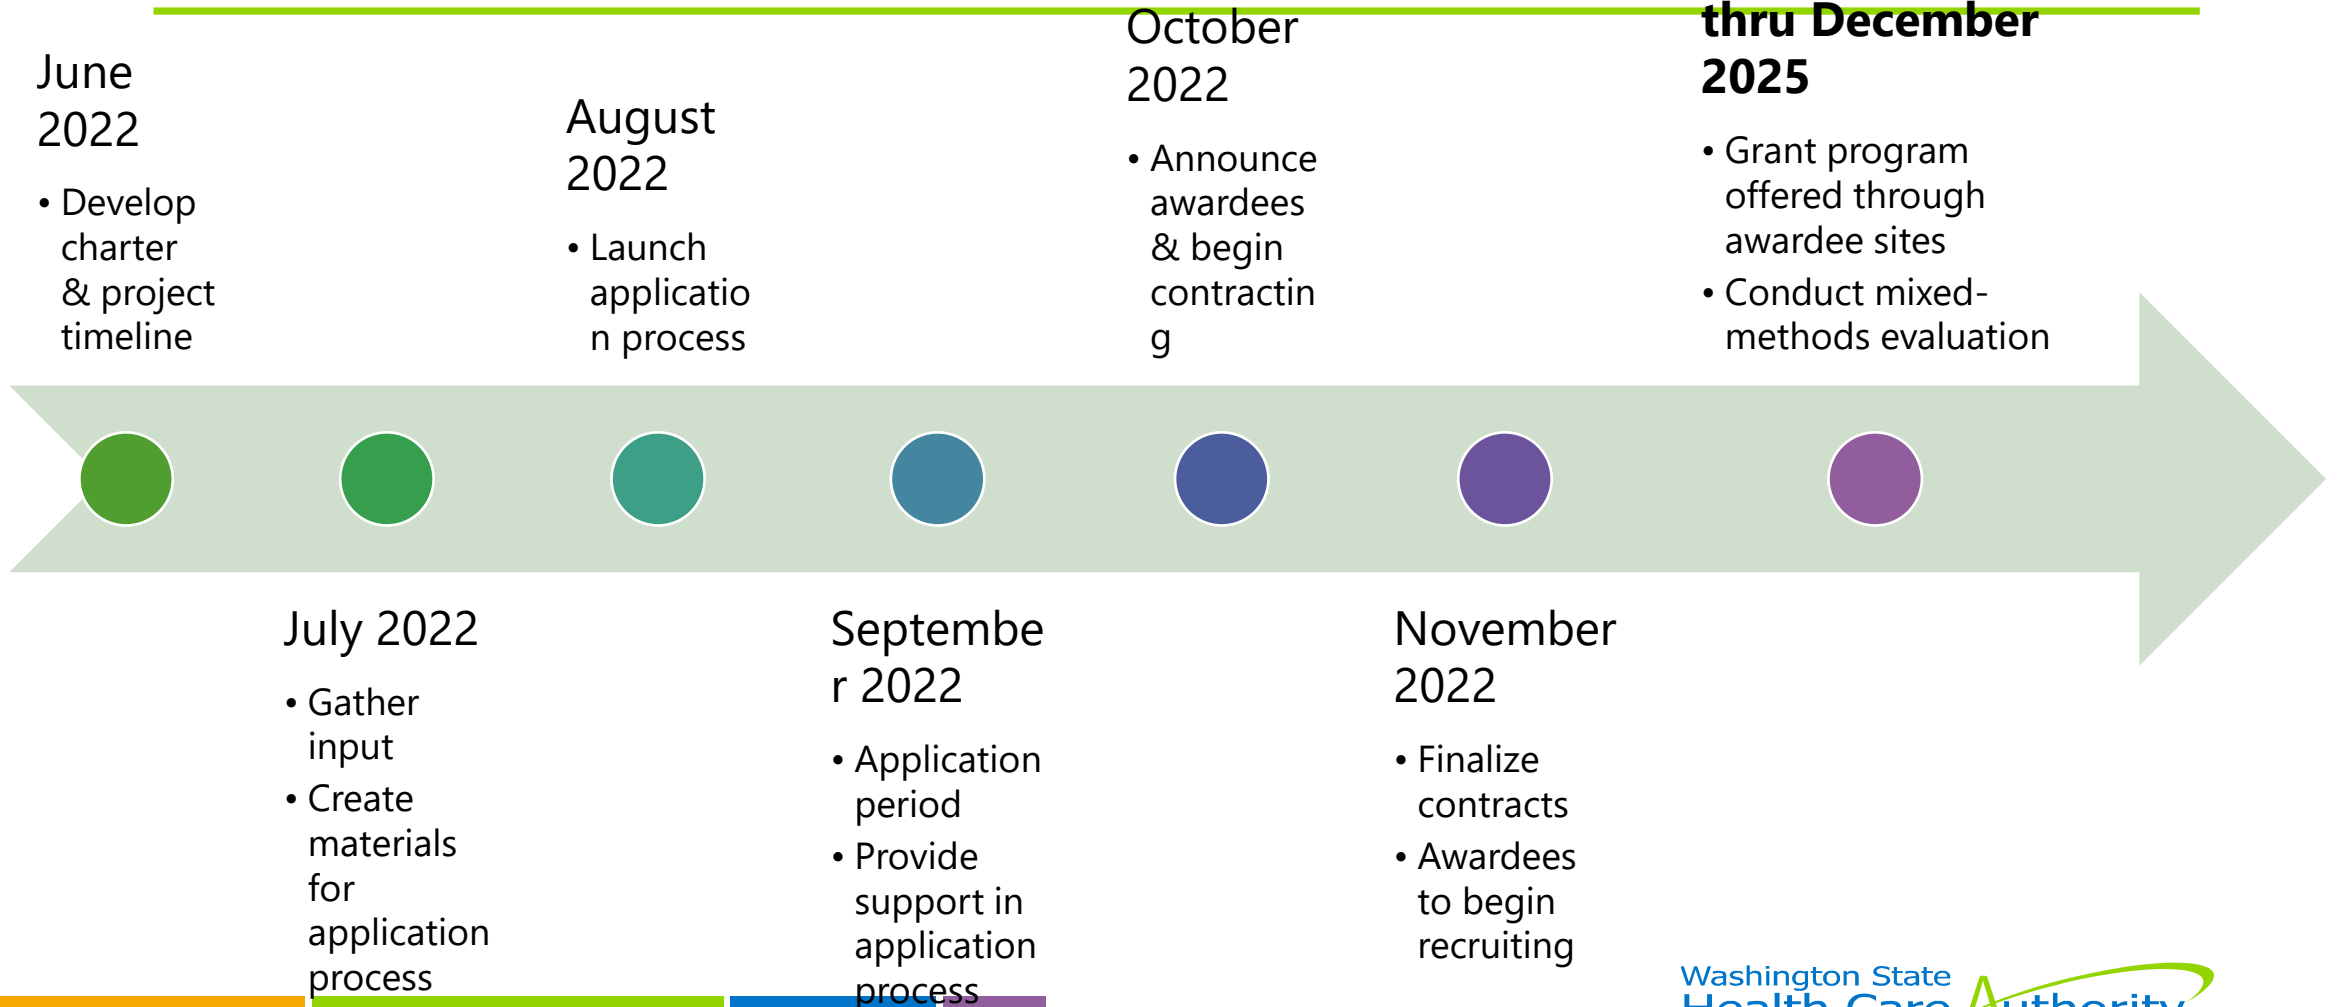 June
2022
• Develop
charter
& project
timeline
July 2022
• Gather
input
• Create
materials
for
application
process
August
2022
• Launch
applicatio
n process
Septembe
r 2022
• Application
period
• Provide
support in
application
process
October
2022
• Announce
awardees
& begin
contractin
g
November
2022
• Finalize
contracts
• Awardees
to begin
recruiting
thru December
2025
• Grant program
offered through
awardee sites
• Conduct mixed-
methods evaluation
Washington State
Health Care Authority